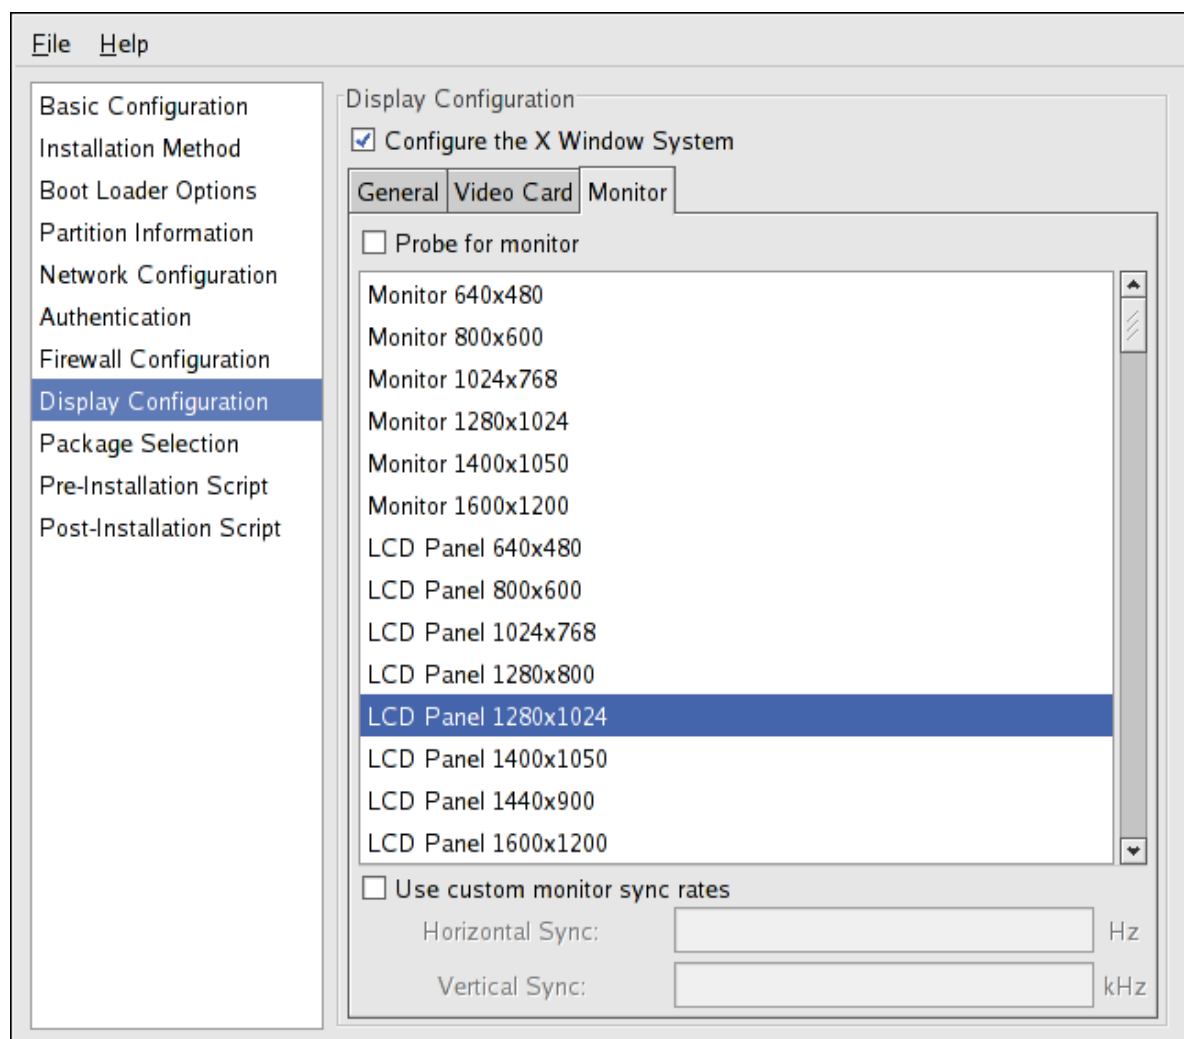 File Help
Basic Configuration
Installation Method
Boot Loader Options
Partition Information
Network Configuration
Authentication
Firewall Configuration
Display Configuration
Package Selection
Pre-Installation Script
Post-Installation Script
Display Configuration
Configure the X Window System
General Video Card Monitor
Probe for monitor
Monitor 640x480
Monitor 800x600
Monitor 1024x768
Monitor 1280x1024
Monitor 1400x1050
Monitor 1600x1200
LCD Panel 640x480
LCD Panel 800x600
LCD Panel 1024x768
LCD Panel 1280x800
LCD Panel 1280x1024
LCD Panel 1400x1050
LCD Panel 1440x900
LCD Panel 1600x1200
Use custom monitor sync rates
Horizontal Sync: Hz
Vertical Sync: kHz